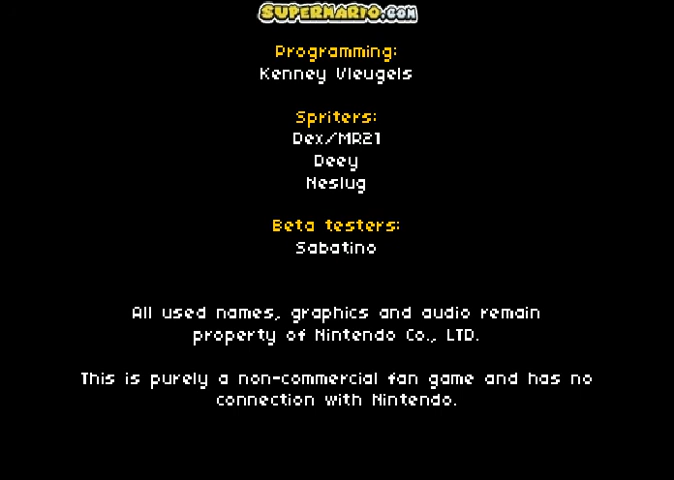 SUPERMARIO.COM
Programming:
Kenney Vleugels
Spriters:
Dex/MR21
Deey
Neslug
Beta testers:
Sabatino
All used names, graphics and audio remain
property of Nintendo Co., LTD.
This is purely a non-commercial fan game and has no
connection with Nintendo.